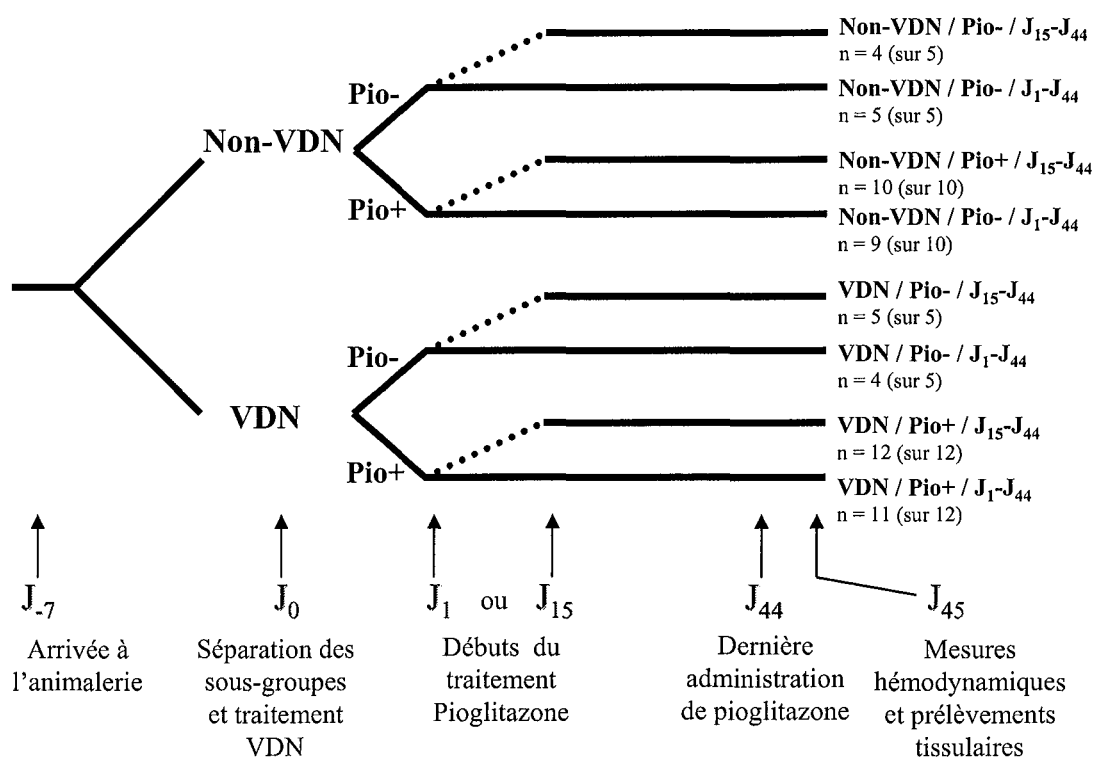 Non-VDN / Pio- / J15-J44
n = 4 (sur 5)
Pio-
Non-VDN / Pio- / J1-J44
n = 5 (sur 5)
Non-VDN
Non-VDN / Pio+ / J15-J44
n = 10 (sur 10)
Pio+
Non-VDN / Pio- / J1-J44
n = 9 (sur 10)
VDN / Pio- / J15-J44
n = 5 (sur 5)
Pio-
VDN / Pio- / J1-J44
n = 4 (sur 5)
VDN
VDN / Pio+ / J15-J44
n = 12 (sur 12)
Pio+
VDN / Pio+ / J1-J44
n = 11 (sur 12)
J-7
Arrivée à
l'animalerie
J0
Séparation des
sous-groupes
et traitement
VDN
J1 ou J15
Débuts du
traitement
Pioglitazone
J44
Dernière
administration
de pioglitazone
J45
Mesures
hémodynamiques
et prélèvements
tissulaires